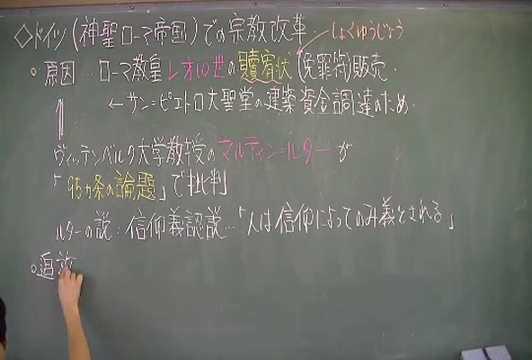 ◇ドイツ(神聖ローマ帝国)での宗教改革
しょくゆうじょう
○原因…ローマ教皇レオ10世の贖宥状(免罪符)販売.
←サン=ピエトロ大聖堂の建築資金調達のため
ヴィッテンベルク大学教授のマルティン=ルターが
「95ヵ条の論題」で批判
ルターの説:信仰義認説…「人は信仰によってのみ義とされる」
○追放